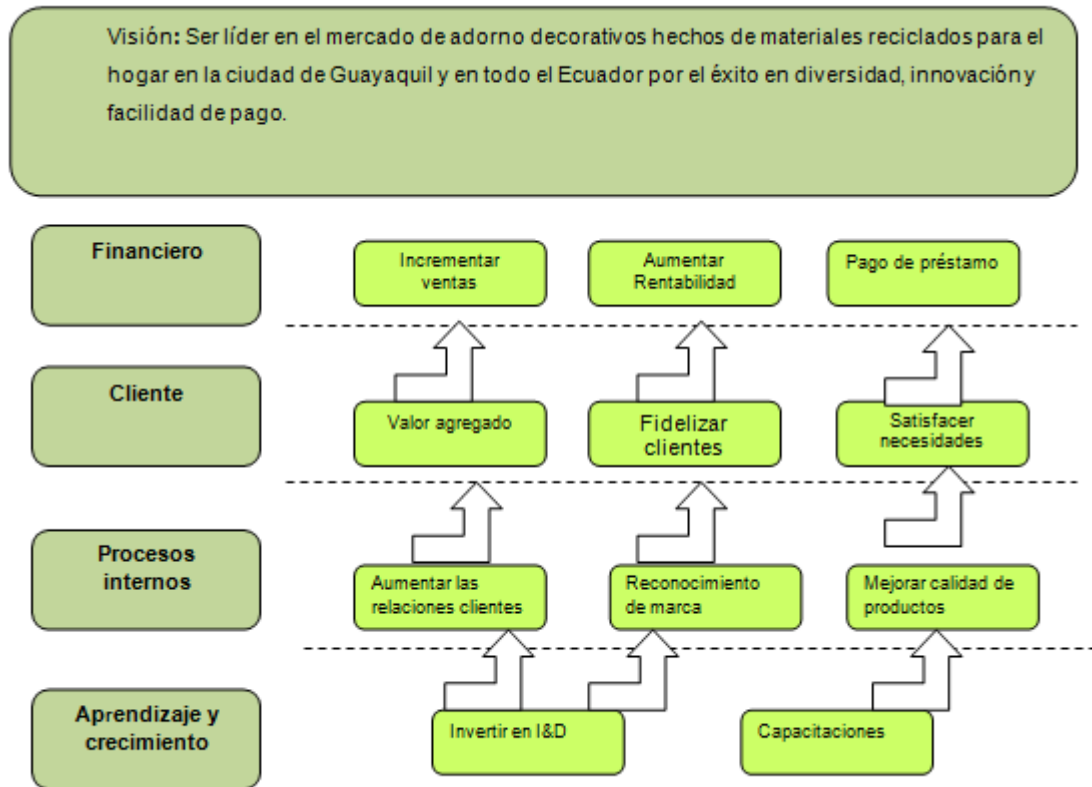 Visión: Ser líder en el mercado de adorno decorativos hechos de materiales reciclados para el
hogar en la ciudad de Guayaquil y en todo el Ecuador por el éxito en diversidad, innovación y
facilidad de pago.
Financiero
Incrementar
ventas
Aumentar
Rentabilidad
Pago de préstamo
Cliente
Valor agregado
Fidelizar
clientes
Satisfacer
necesidades
Procesos
internos
Aumentar las
relaciones clientes
Reconocimiento
de marca
Mejorar calidad de
productos
Aprendizaje y
crecimiento
Invertir en I&D
Capacitaciones